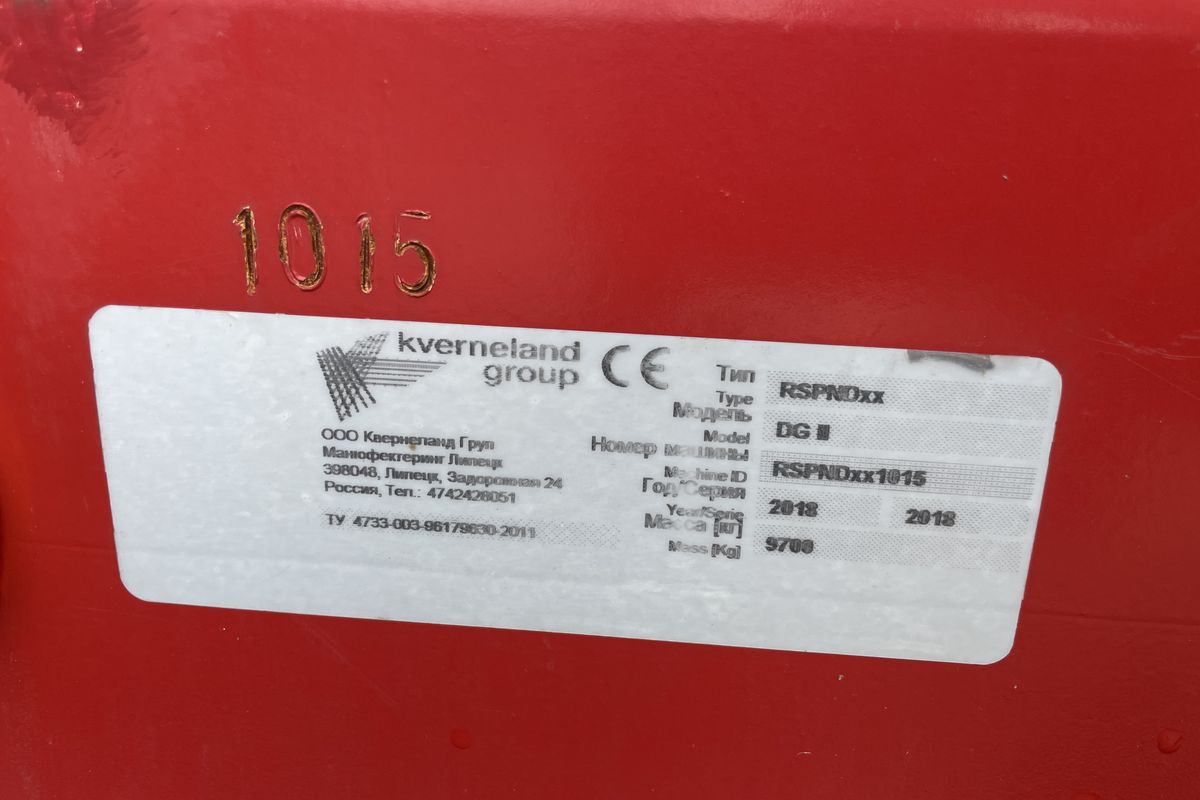 1015
kverneland
group
CE
ООО Квернеланд Груп
Манюфектеринг Липецк
398048, Липецк, Задорожная 24
Россия, Тел.: 4742428051
ТУ 4733-003-96179630-2011
Тип
Type
RSPNDxx
Модель
Model
DG II
Номер машины
Machine ID
RSPNDxx1015
Год/Серия
Year/Serie
2018 2018
Масса [кг]
Mass [Kg]
9700